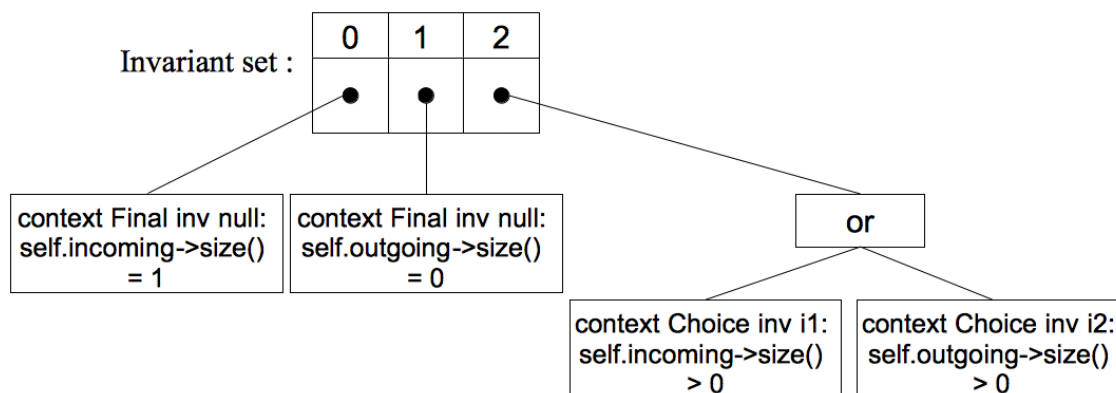 0 1 2
Invariant set :
context Final inv null:
self.incoming->size()
= 1
context Final inv null:
self.outgoing->size()
= 0
or
context Choice inv i1:
self.incoming->size()
> 0
context Choice inv i2:
self.outgoing->size()
> 0